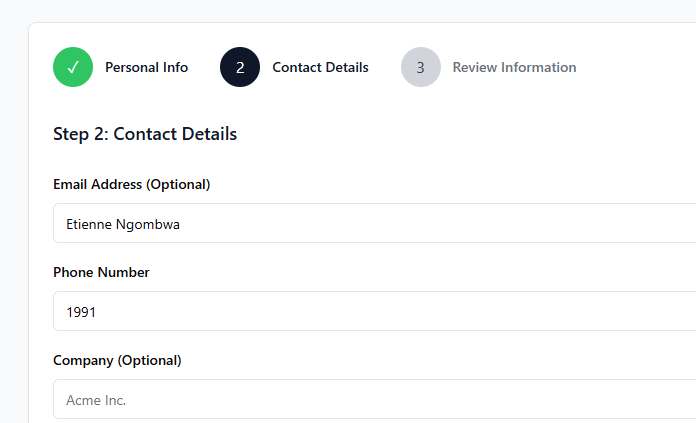 ✓ Personal Info 2 Contact Details 3 Review Information
Step 2: Contact Details
Email Address (Optional)
Etienne Ngombwa
Phone Number
1991
Company (Optional)
Acme Inc.